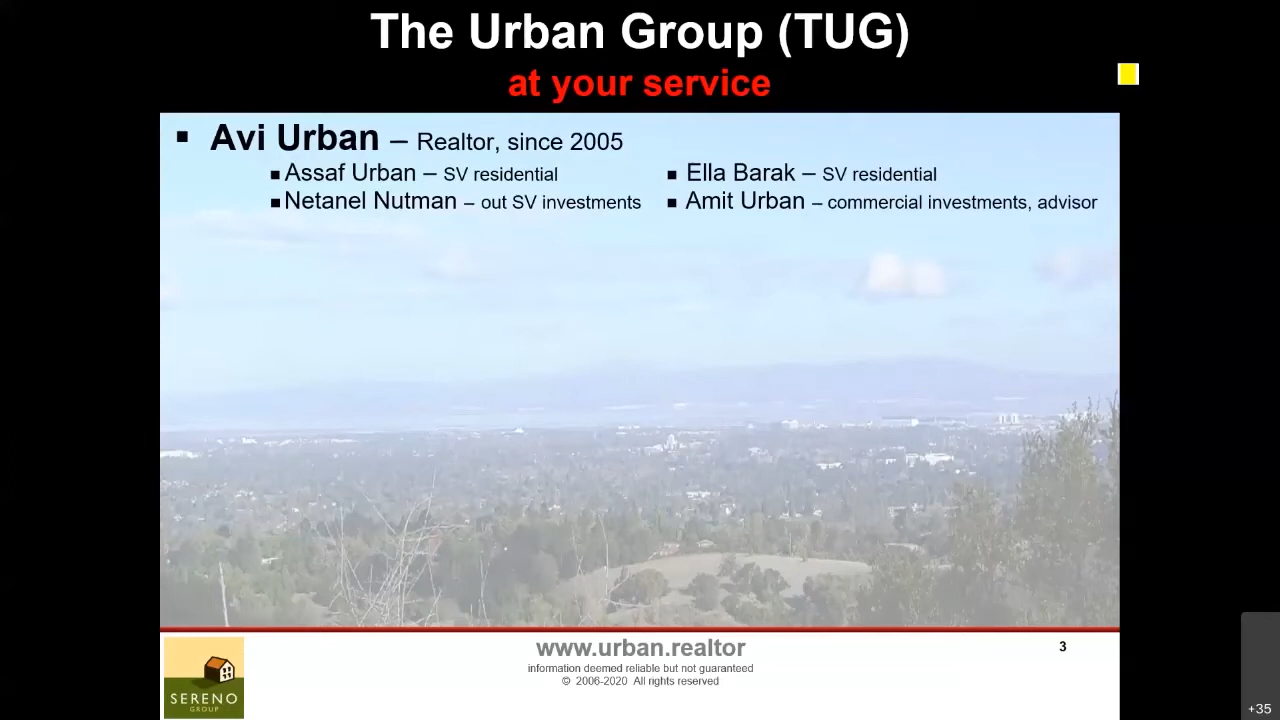 The Urban Group (TUG)
at your service
▪ Avi Urban – Realtor, since 2005
▪ Assaf Urban – SV residential
▪ Ella Barak – SV residential
▪ Netanel Nutman – out SV investments
▪ Amit Urban – commercial investments, advisor
www.urban.realtor
information deemed reliable but not guaranteed
© 2006-2020 All rights reserved
3
SERENO
GROUP
+35